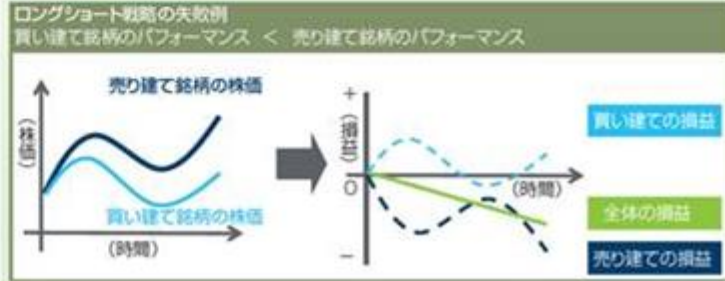 ロングショート戦略の失敗例
買い建て銘柄のパフォーマンス < 売り建て銘柄のパフォーマンス
売り建て銘柄の株価
(株価)
買い建て銘柄の株価
(時間)
+
(損益)
0
−
(時間)
買い建ての損益
全体の損益
売り建ての損益